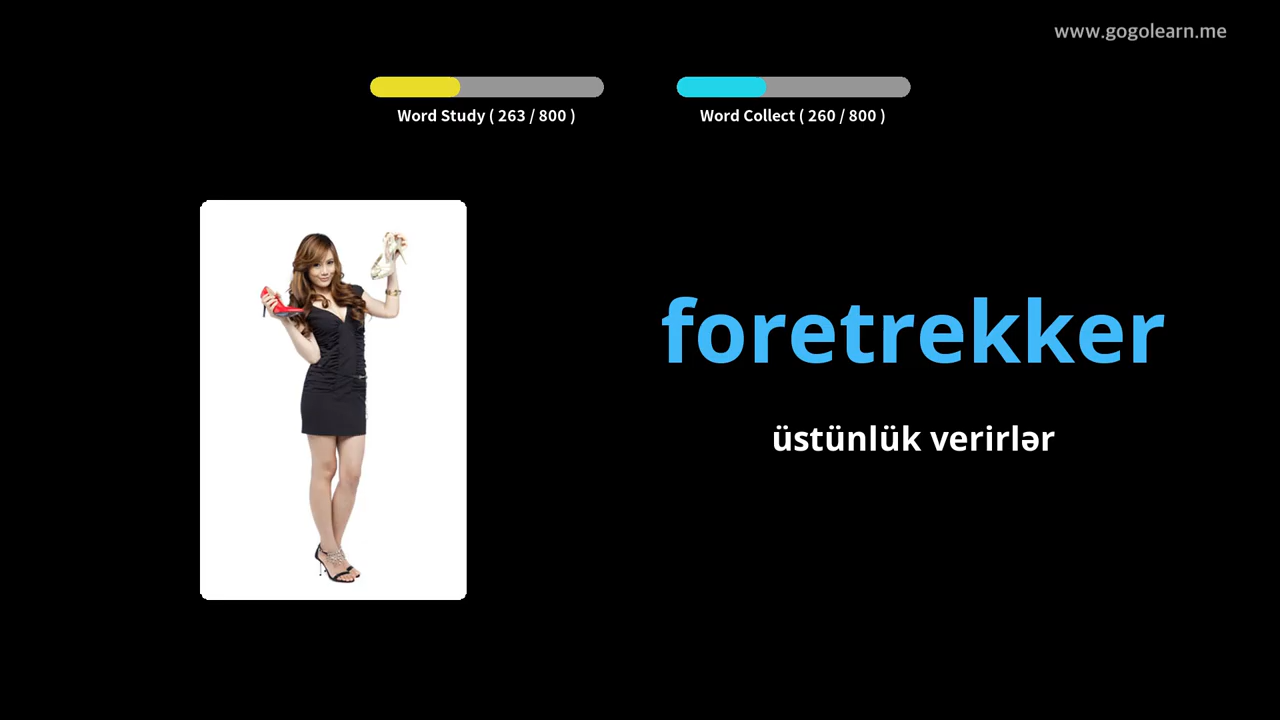 www.gogolearn.me
Word Study ( 263 / 800 )
Word Collect ( 260 / 800 )
foretrekker
üstünlük verirlər